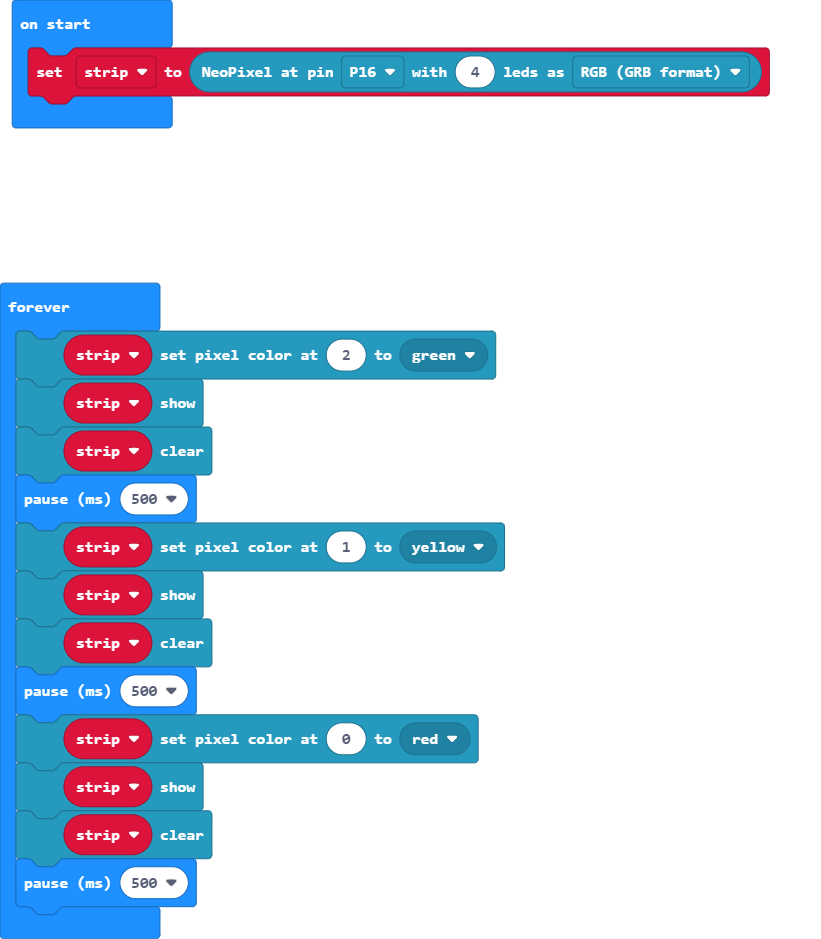 on start
set strip to NeoPixel at pin P16 with 4 leds as RGB (GRB format)
forever
strip set pixel color at 2 to green
strip show
strip clear
pause (ms) 500
strip set pixel color at 1 to yellow
strip show
strip clear
pause (ms) 500
strip set pixel color at 0 to red
strip show
strip clear
pause (ms) 500